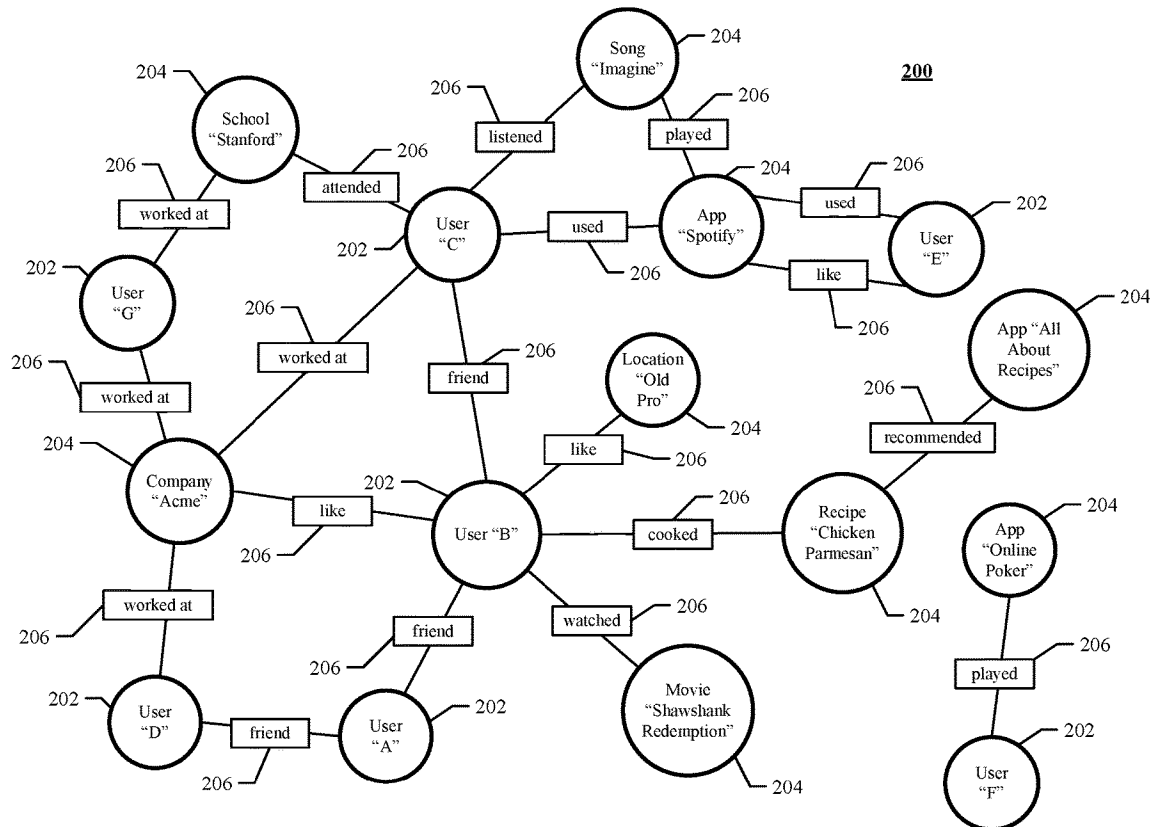 204
Song
“Imagine”
200
204
School
“Stanford”
206
listened
206
played
206
attended
204
206
used
206
worked at
User
“C”
202
used
206
App
“Spotify”
202
User
“E”
like
206
202
User
“G”
204
App “All
About
Recipes”
206
worked at
206
worked at
206
friend
Location
“Old
Pro”
204
206
recommended
204
Company
“Acme”
like
206
like
206
202
User “B”
206
cooked
Recipe
“Chicken
Parmesan”
204
204
App
“Online
Poker”
worked at
206
friend
206
206
watched
206
played
202
User
“D”
friend
206
202
User
“A”
Movie
“Shawshank
Redemption”
204
202
User
“F”